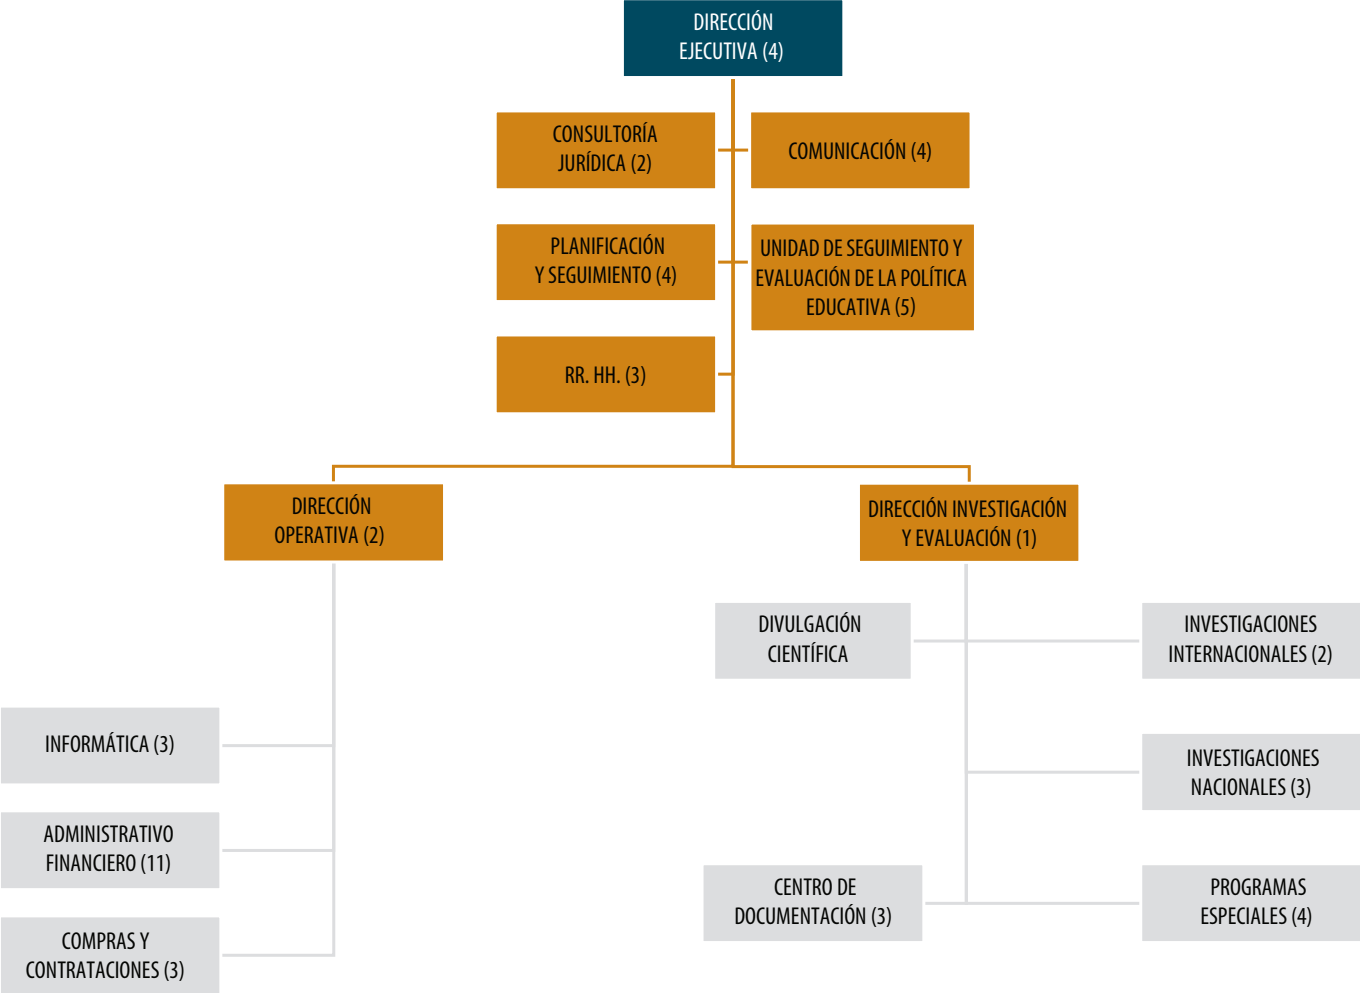 DIRECCIÓN
EJECUTIVA (4)
CONSULTORÍA
JURÍDICA (2)
COMUNICACIÓN (4)
PLANIFICACIÓN
Y SEGUIMIENTO (4)
UNIDAD DE SEGUIMIENTO Y
EVALUACIÓN DE LA POLÍTICA
EDUCATIVA (5)
RR. HH. (3)
DIRECCIÓN
OPERATIVA (2)
DIRECCIÓN INVESTIGACIÓN
Y EVALUACIÓN (1)
INFORMÁTICA (3)
ADMINISTRATIVO
FINANCIERO (11)
COMPRAS Y
CONTRATACIONES (3)
DIVULGACIÓN
CIENTÍFICA
INVESTIGACIONES
INTERNACIONALES (2)
INVESTIGACIONES
NACIONALES (3)
CENTRO DE
DOCUMENTACIÓN (3)
PROGRAMAS
ESPECIALES (4)